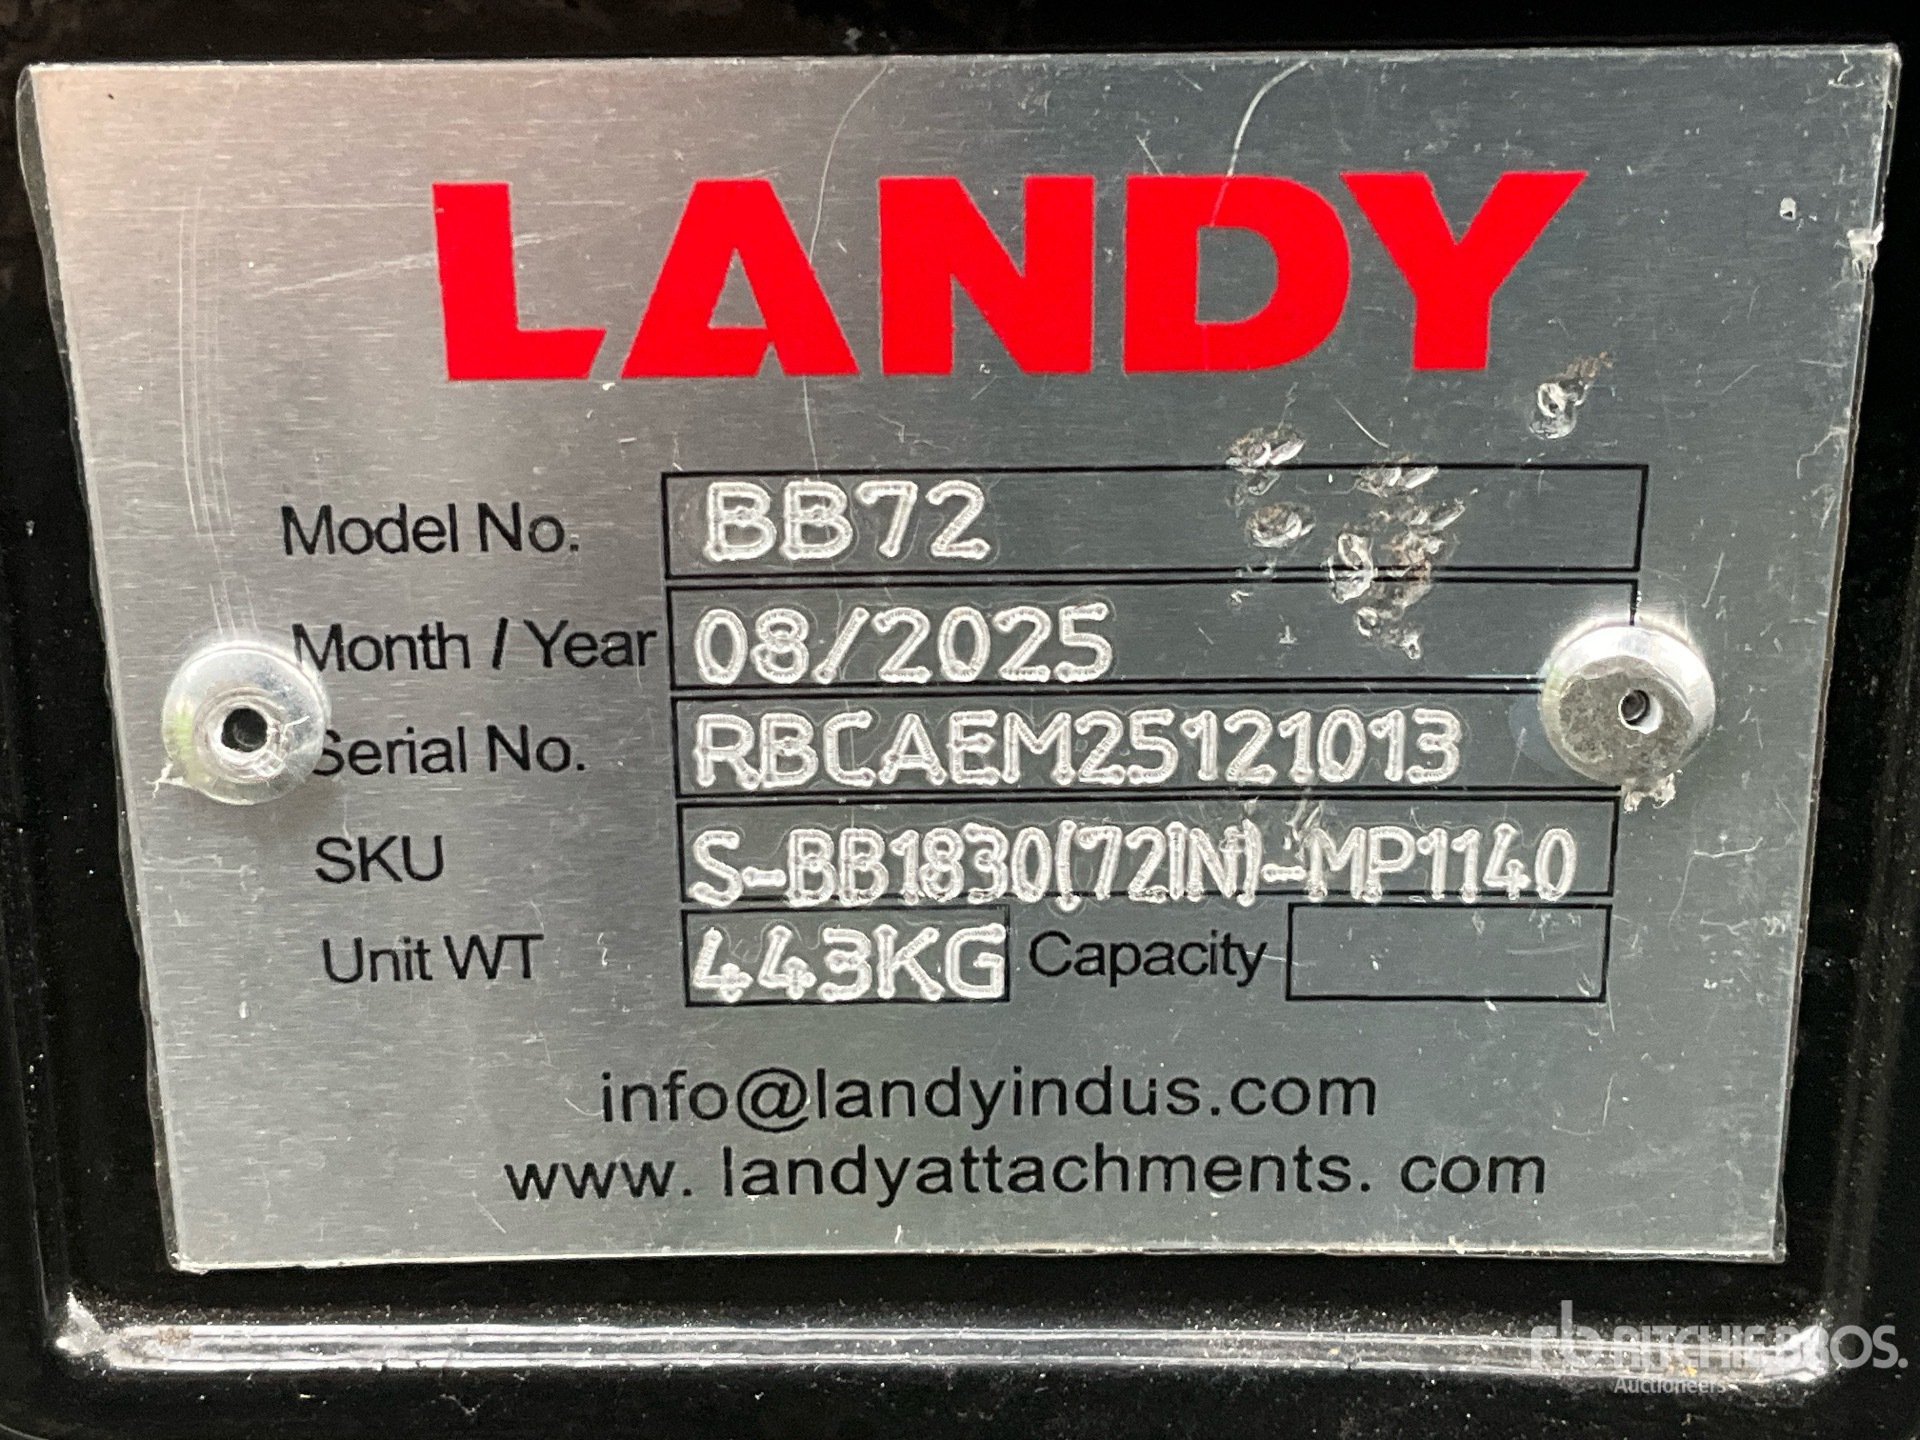 LANDY
Model No. BB72
Month / Year 08/2025
Serial No. RBCAEM25121013
SKU S-BB1830(72IN)-MP1140
Unit WT 443KG Capacity
info@landyindus.com
www. landyattachments. com
rb RITCHIE BROS.
Auctioneers